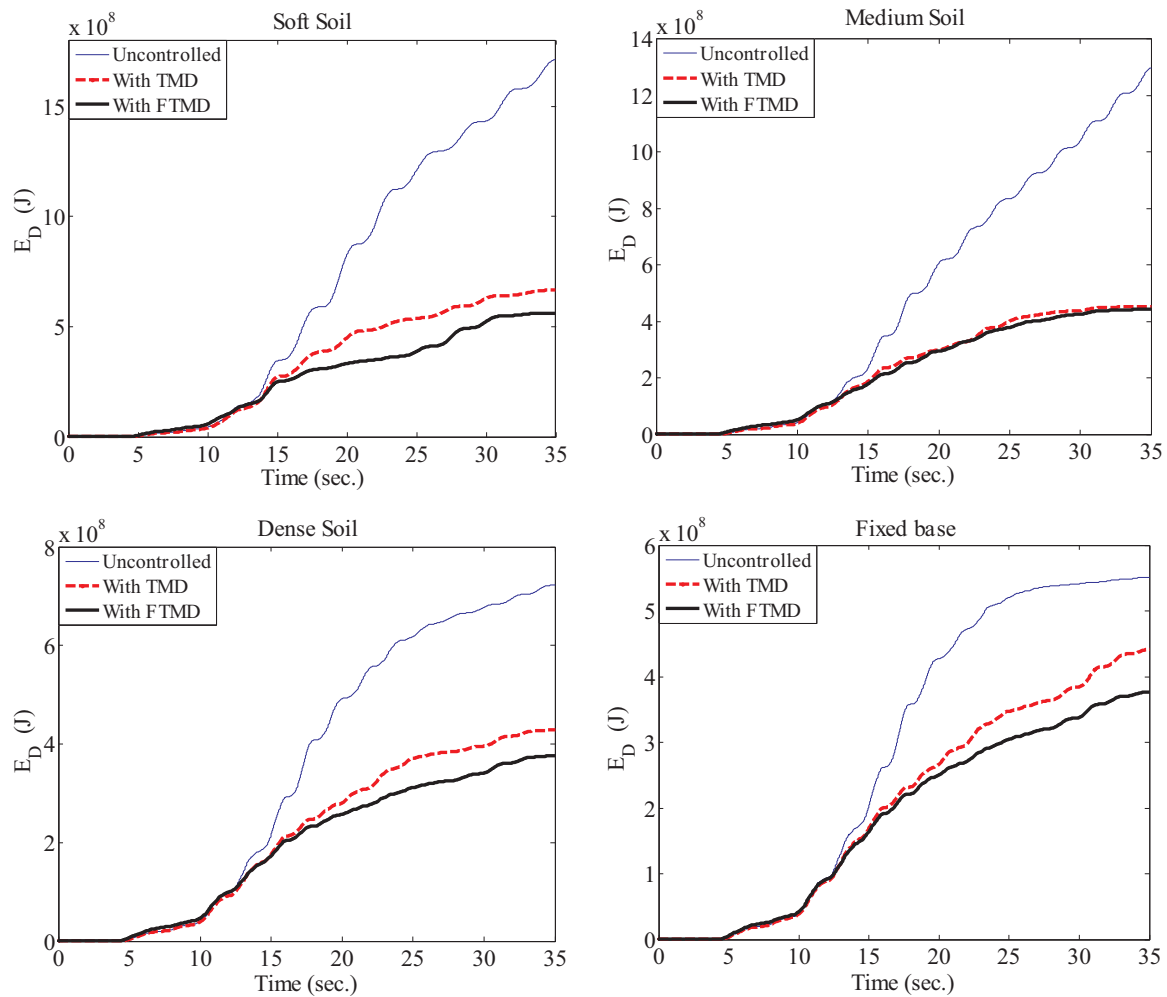 Soft Soil
x 10^8
Uncontrolled
With TMD
With FTMD
15
10
5
0
E_D (J)
0 5 10 15 20 25 30 35
Time (sec.)
Medium Soil
x 10^8
Uncontrolled
With TMD
With FTMD
14
12
10
8
6
4
2
0
E_D (J)
0 5 10 15 20 25 30 35
Time (sec.)
Dense Soil
x 10^8
Uncontrolled
With TMD
With FTMD
8
6
4
2
0
E_D (J)
0 5 10 15 20 25 30 35
Time (sec.)
Fixed base
x 10^8
Uncontrolled
With TMD
With FTMD
6
5
4
3
2
1
0
E_D (J)
0 5 10 15 20 25 30 35
Time (sec.)